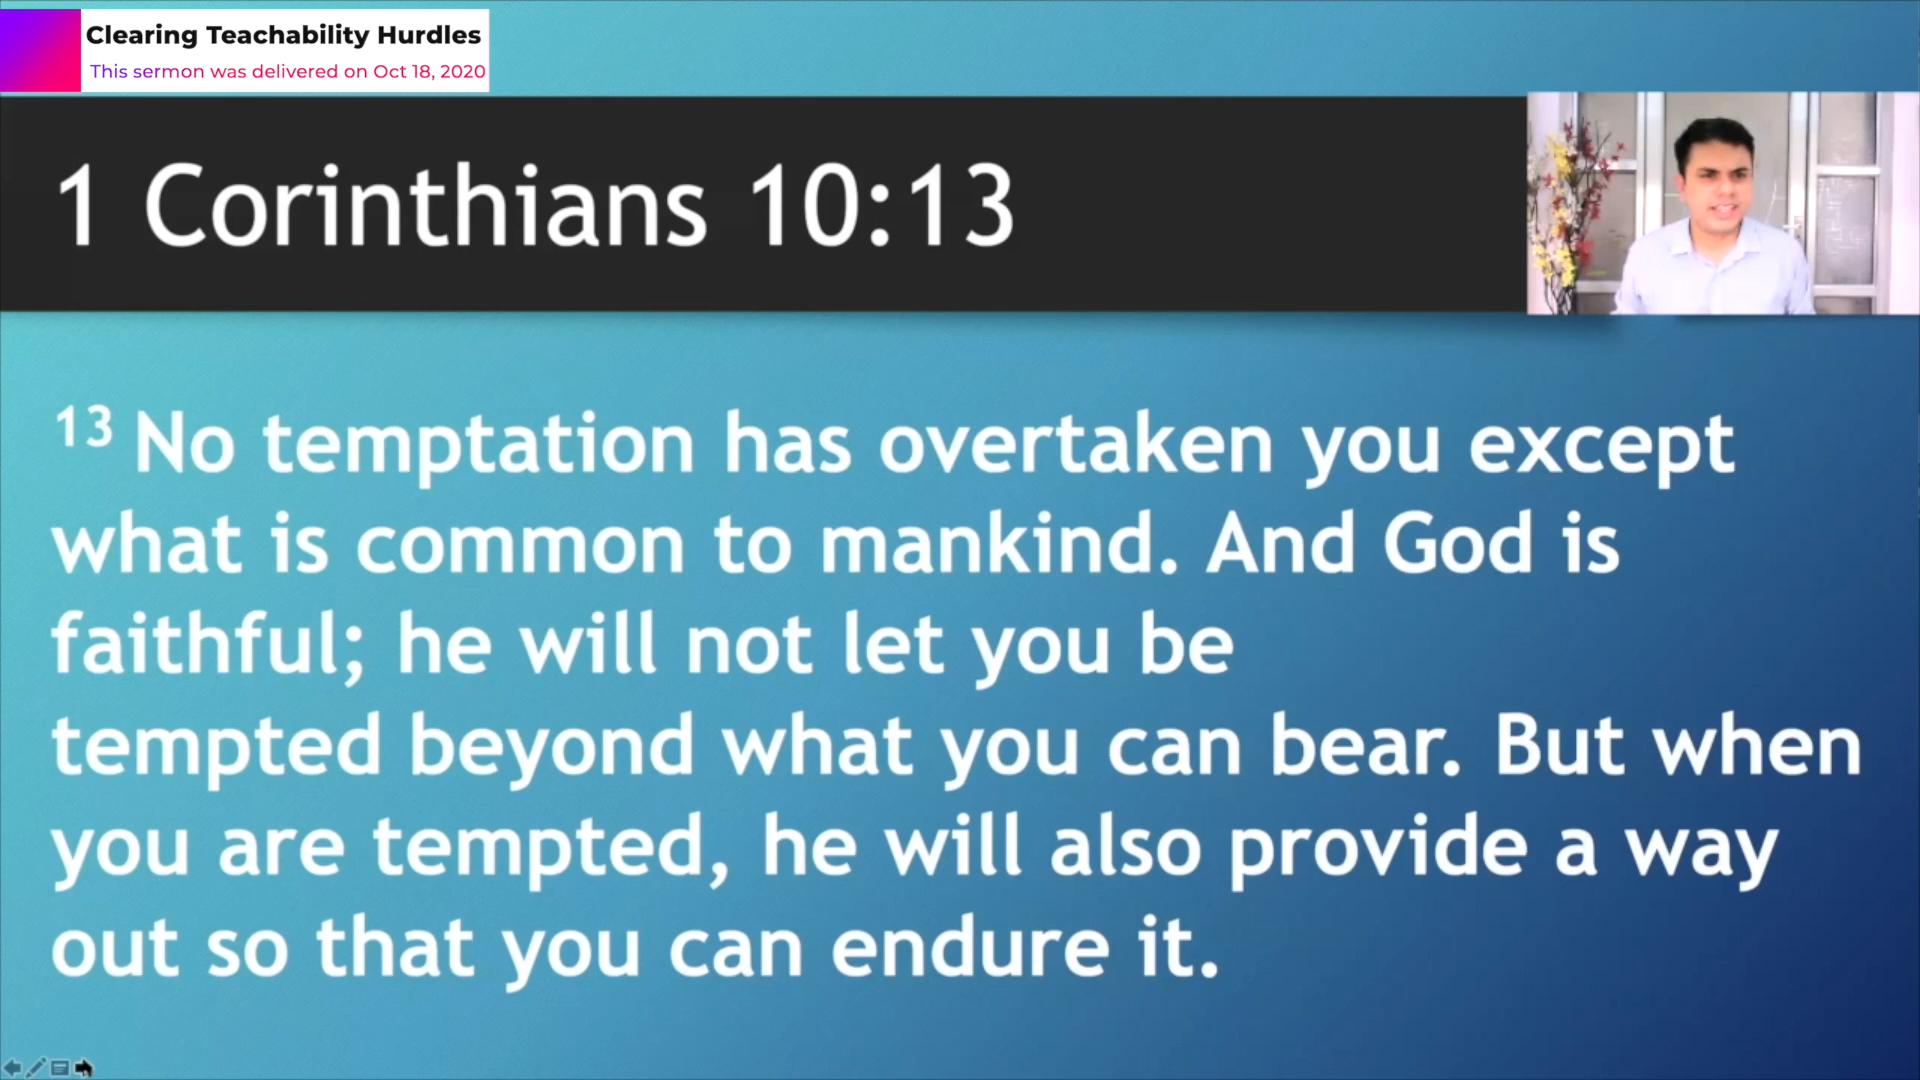 Clearing Teachability Hurdles
This sermon was delivered on Oct 18, 2020
1 Corinthians 10:13
13 No temptation has overtaken you except
what is common to mankind. And God is
faithful; he will not let you be
tempted beyond what you can bear. But when
you are tempted, he will also provide a way
out so that you can endure it.